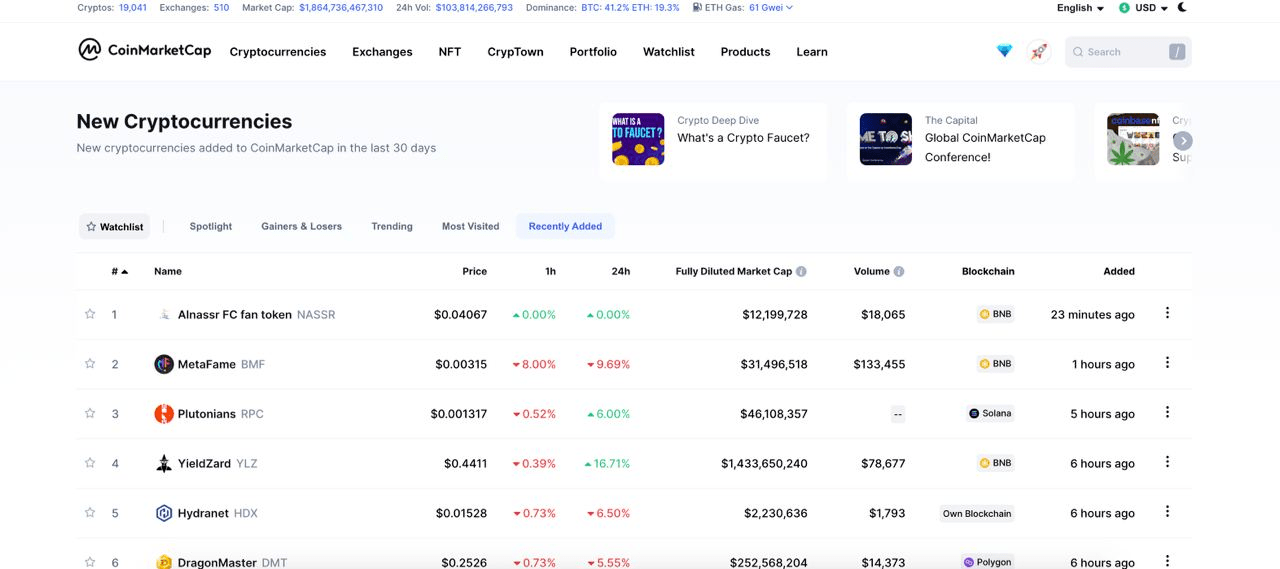 Cryptos: 19,041 Exchanges: 510 Market Cap: $1,864,736,467,310 24h Vol: $103,814,266,793 Dominance: BTC: 41.2% ETH: 19.3% ETH Gas: 61 Gwei English USD
CoinMarketCap Cryptocurrencies Exchanges NFT CrypTown Portfolio Watchlist Products Learn Search /
New Cryptocurrencies
New cryptocurrencies added to CoinMarketCap in the last 30 days
WHAT IS A
TO FAUCET?
Crypto Deep Dive
What's a Crypto Faucet?
The Capital
Global CoinMarketCap
Conference!
coinbase
Cry
Sup
Watchlist Spotlight Gainers & Losers Trending Most Visited Recently Added
# Name Price 1h 24h Fully Diluted Market Cap Volume Blockchain Added
1 Alnassr FC fan token NASSR $0.04067 0.00% 0.00% $12,199,728 $18,065 BNB 23 minutes ago
2 MetaFame BMF $0.00315 8.00% 9.69% $31,496,518 $133,455 BNB 1 hours ago
3 Plutonians RPC $0.001317 0.52% 6.00% $46,108,357 -- Solana 5 hours ago
4 YieldZard YLZ $0.4411 0.39% 16.71% $1,433,650,240 $78,677 BNB 6 hours ago
5 Hydranet HDX $0.01528 0.73% 6.50% $2,230,636 $1,793 Own Blockchain 6 hours ago
6 DragonMaster DMT $0.2526 0.73% 5.55% $252,568,204 $14,373 Polygon 6 hours ago